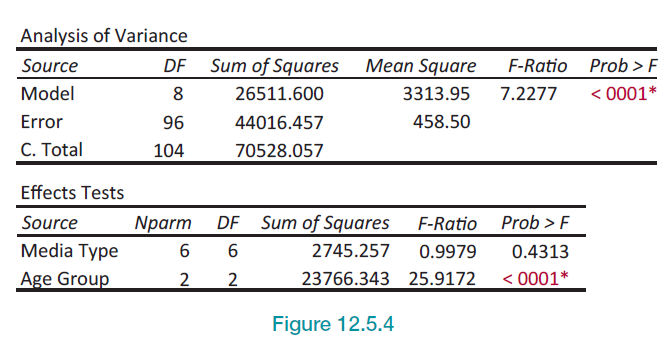 Analysis of Variance
Source DF Sum of Squares Mean Square F-Ratio Prob > F
Model 8 26511.600 3313.95 7.2277 < 0001*
Error 96 44016.457 458.50
C. Total 104 70528.057
Effects Tests
Source Nparm DF Sum of Squares F-Ratio Prob > F
Media Type 6 6 2745.257 0.9979 0.4313
Age Group 2 2 23766.343 25.9172 < 0001*
Figure 12.5.4